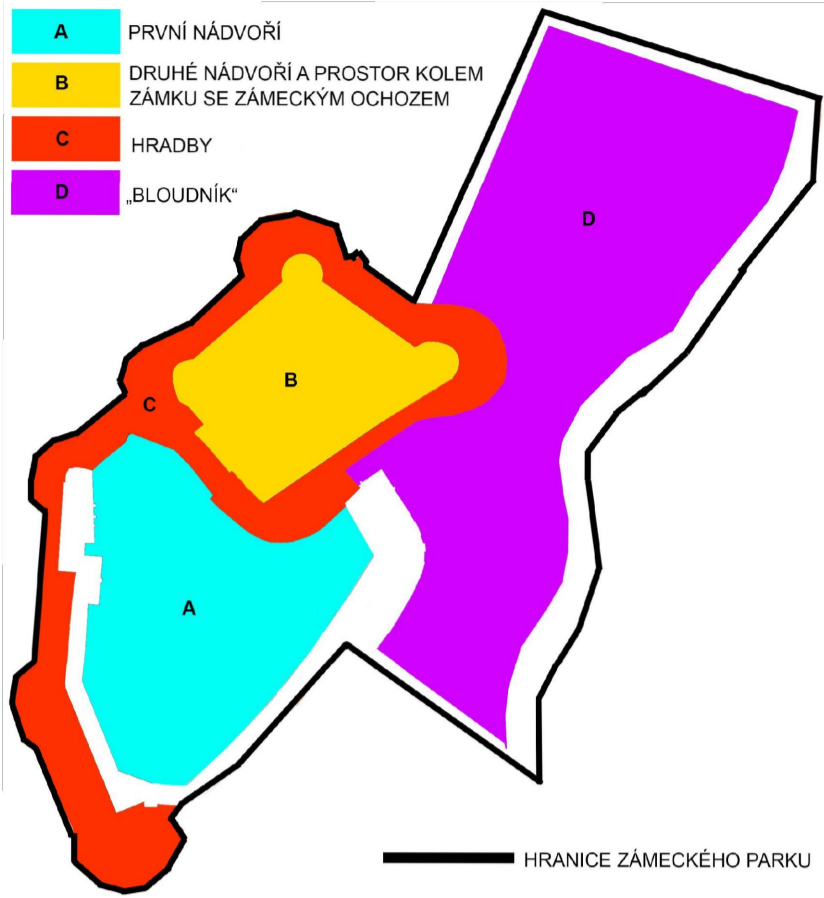 A PRVNÍ NÁDVOŘÍ
B DRUHÉ NÁDVOŘÍ A PROSTOR KOLEM
ZÁMKU SE ZÁMECKÝM OCHOZEM
C HRADBY
D „BLOUDNÍK“
D
B
C
A
HRANICE ZÁMECKÉHO PARKU